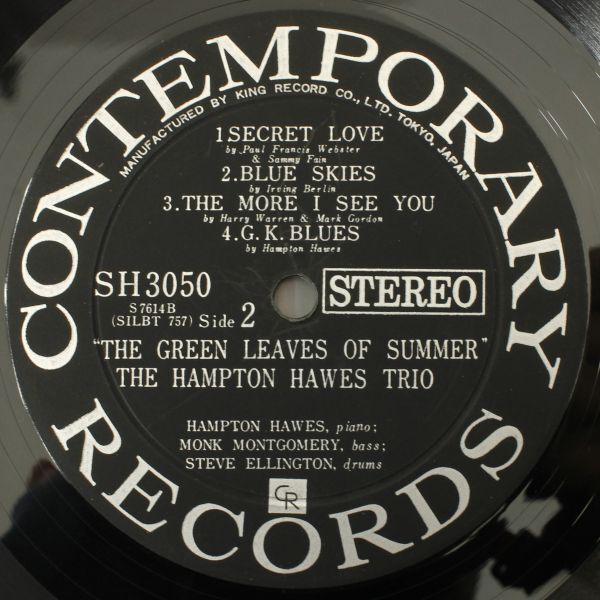 CONTEMPORARY
MANUFACTURED BY KING RECORD CO., LTD. TOKYO, JAPAN
1 SECRET LOVE
by Paul Francis Webster
& Sammy Fain
2. BLUE SKIES
by Irving Berlin
3. THE MORE I SEE YOU
by Harry Warren & Mark Gordon
4. G. K. BLUES
by Hampton Hawes
SH 3050
STEREO
S7614B
(SILBT 757) Side 2
"THE GREEN LEAVES OF SUMMER"
THE HAMPTON HAWES TRIO
HAMPTON HAWES, piano;
MONK MONTGOMERY, bass;
STEVE ELLINGTON, drums
CR
RECORDS